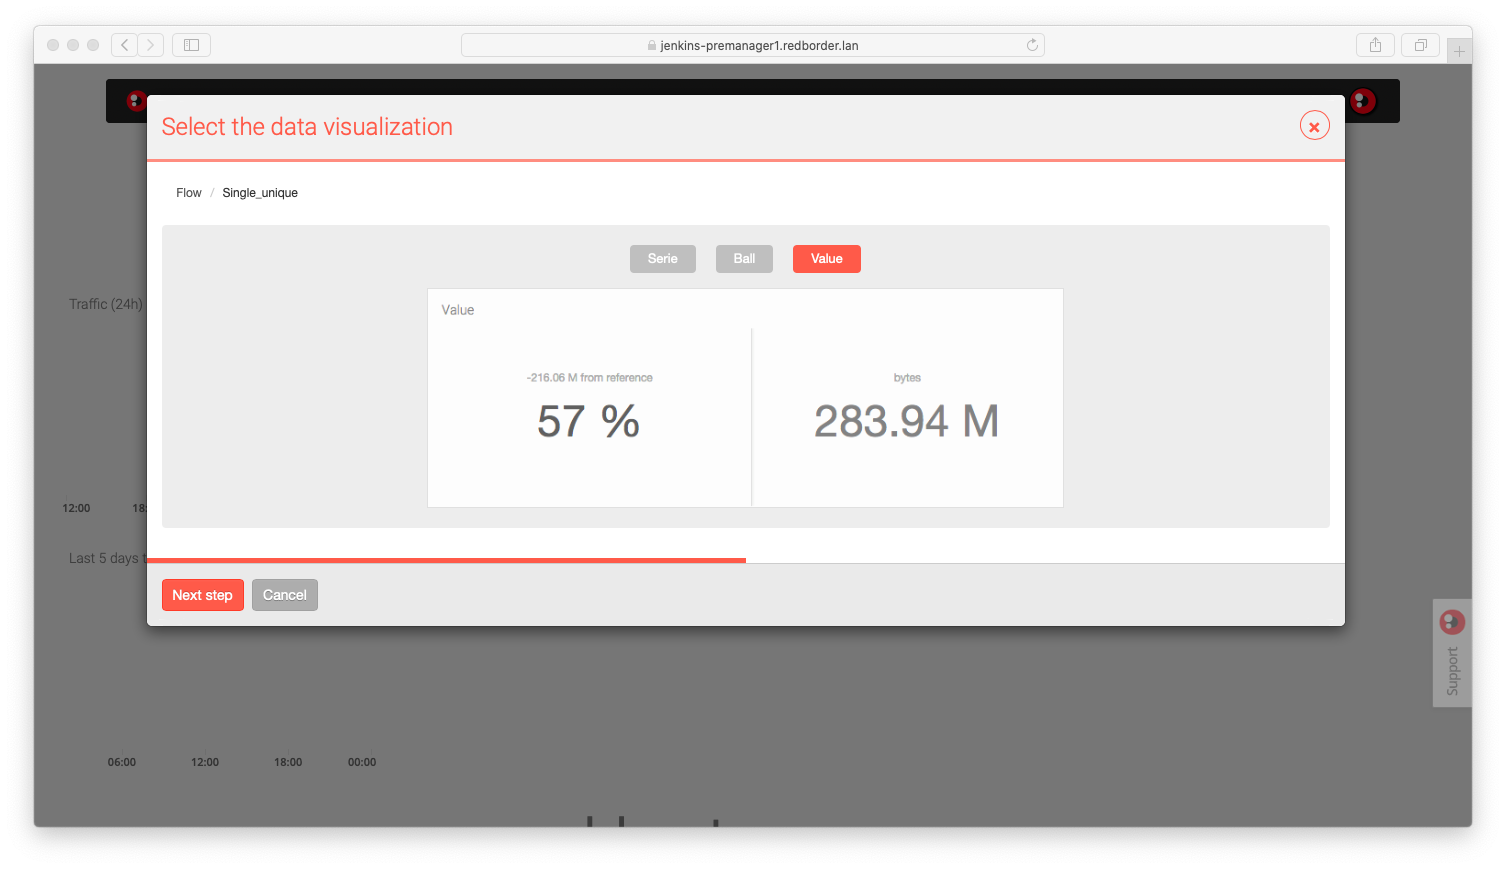 jenkins-premanager1.redborder.lan
Select the data visualization
Flow / Single_unique
Serie Ball Value
Value
-216.06 M from reference
57 %
bytes
283.94 M
Traffic (24h)
12:00 18:
Last 5 days t
Next step Cancel
Support
06:00 12:00 18:00 00:00